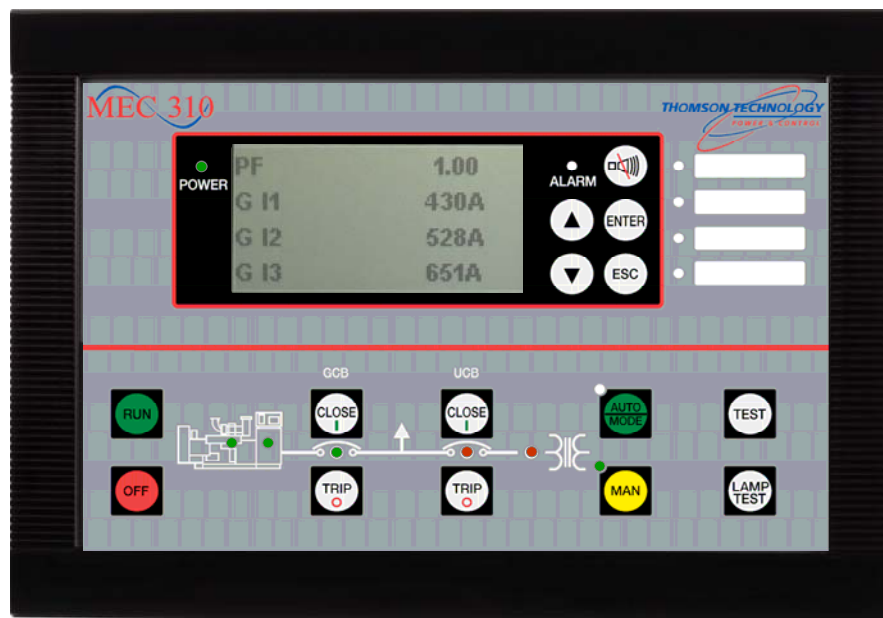 MEC 310
THOMSON TECHNOLOGY
POWER & CONTROL
POWER
PF 1.00
G I1 430A
G I2 528A
G I3 651A
ALARM
ENTER
ESC
GCB
UCB
RUN
CLOSE
CLOSE
AUTO
MODE
TEST
OFF
TRIP
TRIP
MAN
LAMP
TEST